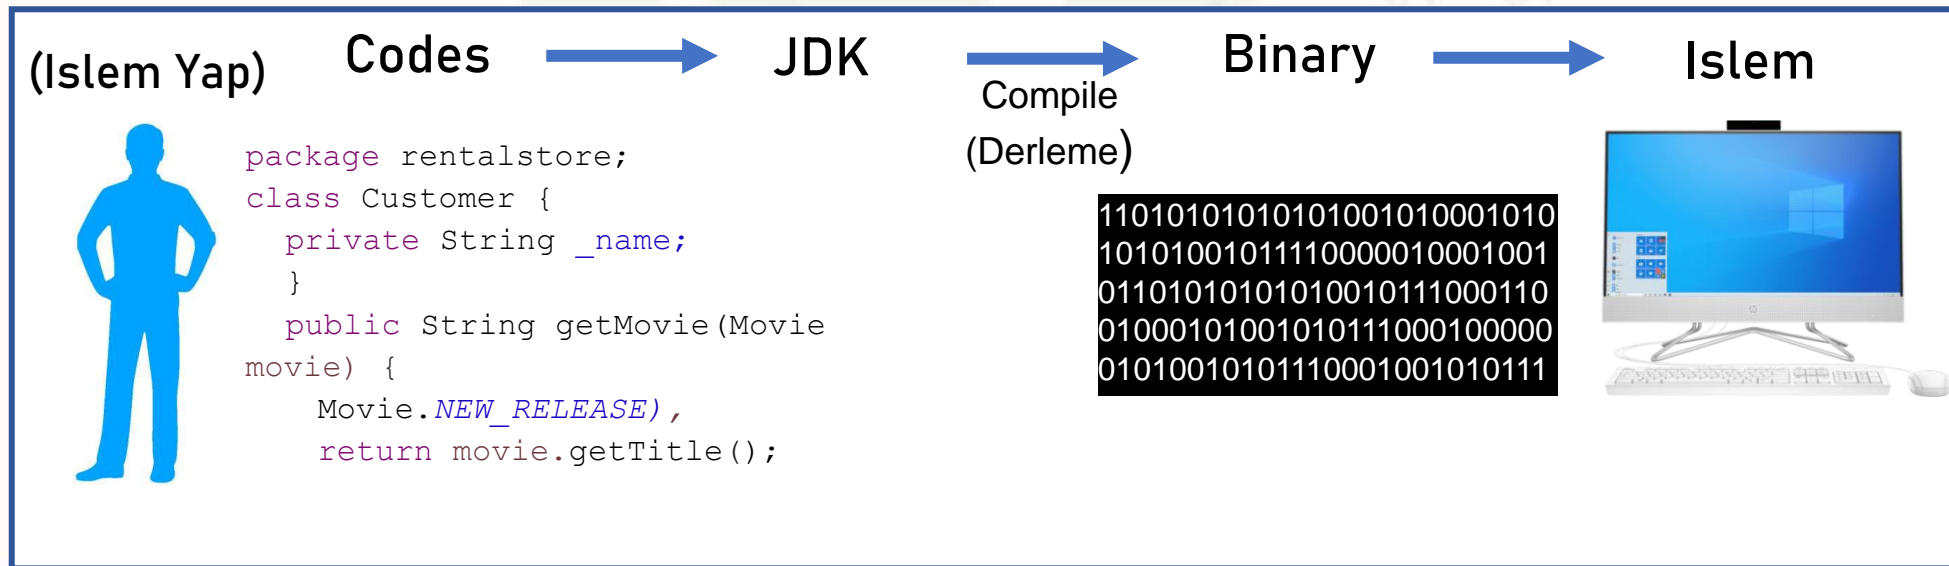 (Islem Yap)
Codes
JDK
Compile
(Derleme)
Binary
Islem
package rentalstore;
class Customer {
private String _name;
}
public String getMovie(Movie
movie) {
Movie.NEW_RELEASE),
return movie.getTitle();
11010101010101001010001010
10101001011110000010001001
01101010101010010111000110
01000101001010111000100000
01010010101110001001010111